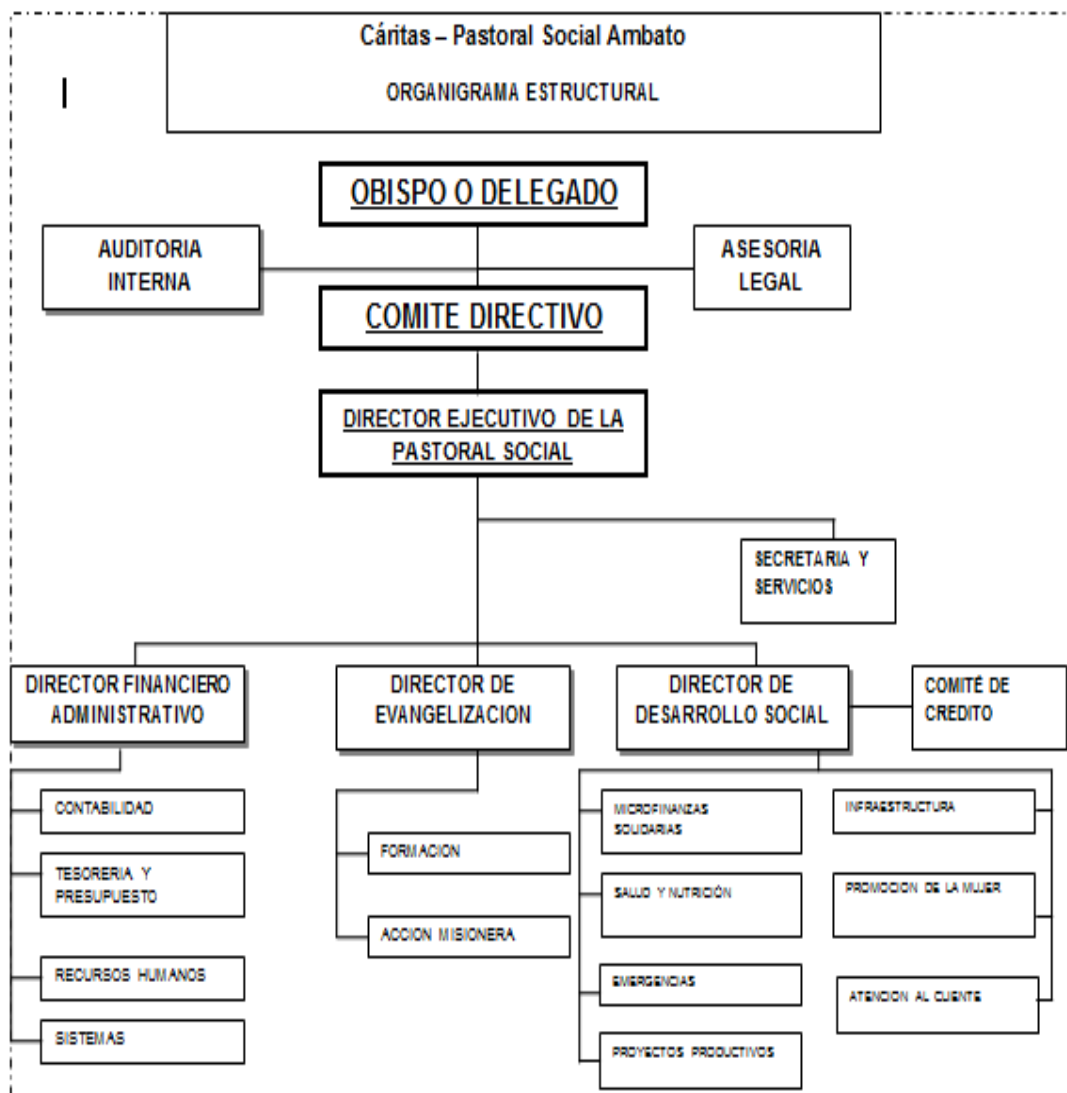 Cáritas – Pastoral Social Ambato
ORGANIGRAMA ESTRUCTURAL
OBISPO O DELEGADO
AUDITORIA
INTERNA
ASESORIA
LEGAL
COMITE DIRECTIVO
DIRECTOR EJECUTIVO DE LA
PASTORAL SOCIAL
SECRETARIA Y
SERVICIOS
DIRECTOR FINANCIERO
ADMINISTRATIVO
DIRECTOR DE
EVANGELIZACION
DIRECTOR DE
DESARROLLO SOCIAL
COMITÉ DE
CREDITO
CONTABILIDAD
TESORERIA Y
PRESUPUESTO
RECURSOS HUMANOS
SISTEMAS
FORMACION
ACCION MISIONERA
MICROFINANZAS
SOLIDARIAS
SALUD Y NUTRICIÓN
EMERGENCIAS
PROYECTOS PRODUCTIVOS
INFRAESTRUCTURA
PROMOCION DE LA MUJER
ATENCION AL CLIENTE